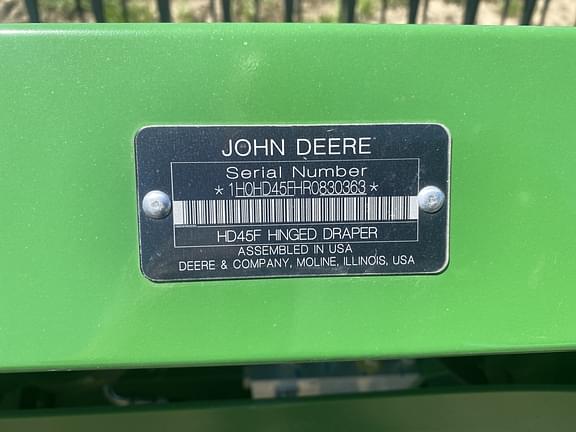 JOHN DEERE
Serial Number
*1H0HD45FHR0830363*
HD45F HINGED DRAPER
ASSEMBLED IN USA
DEERE & COMPANY, MOLINE, ILLINOIS, USA